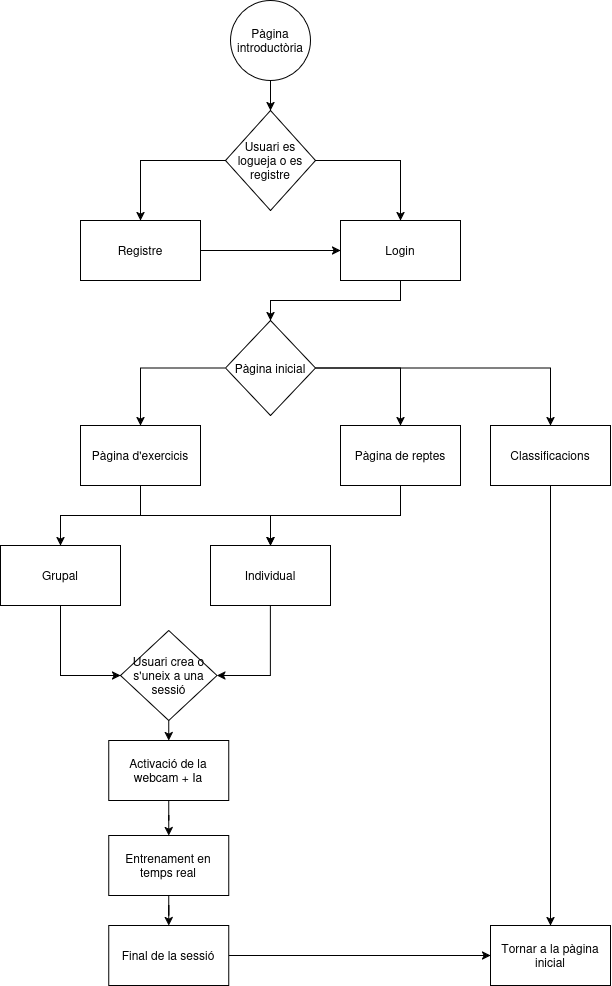 Pàgina
introductòria
Usuari es
logueja o es
registre
Registre
Login
Pàgina inicial
Pàgina d'exercicis
Pàgina de reptes
Classificacions
Grupal
Individual
Usuari crea o
s'uneix a una
sessió
Activació de la
webcam + Ia
Entrenament en
temps real
Final de la sessió
Tornar a la pàgina
inicial